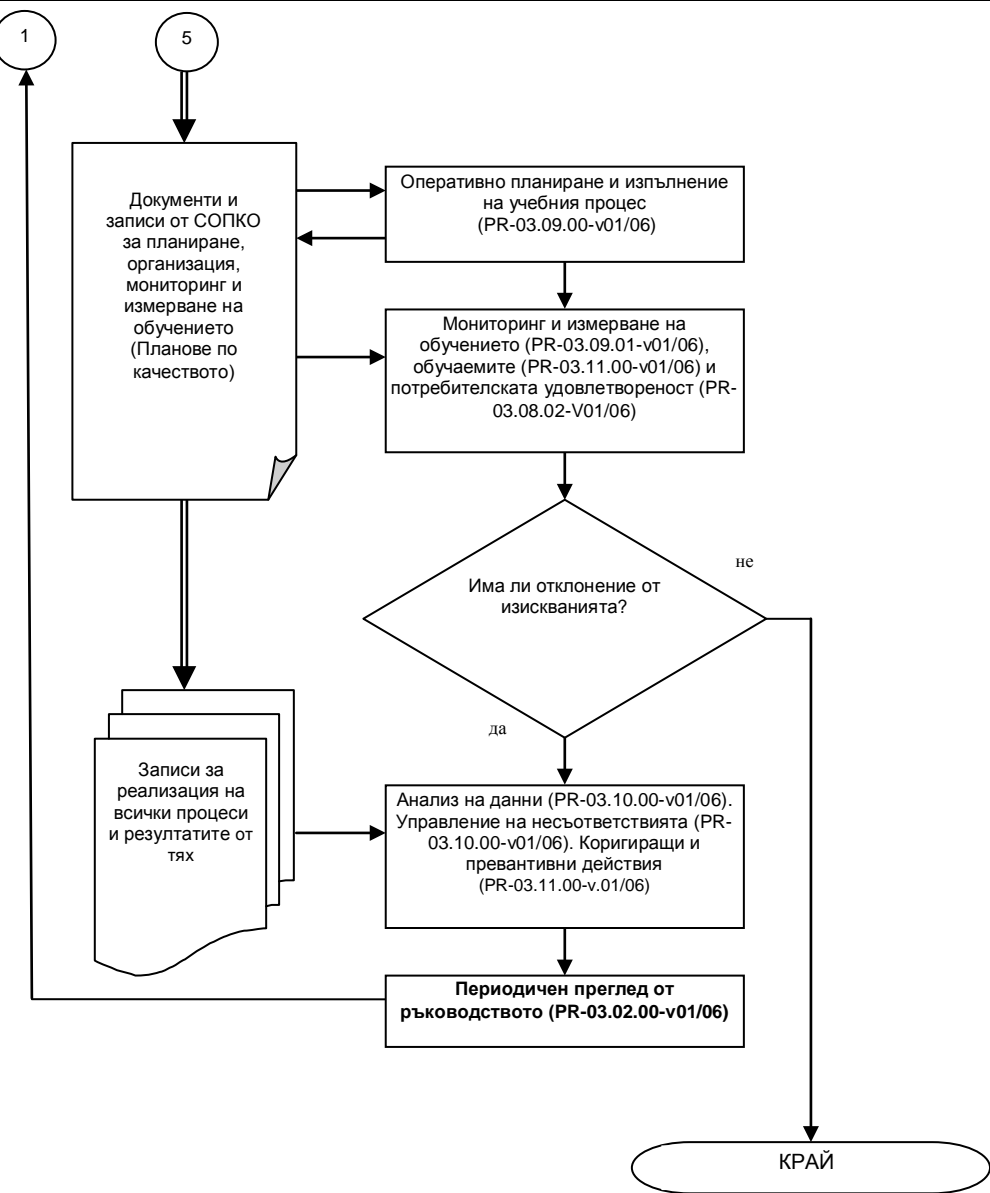 1
5
Документи и
записи от СОПКО
за планиране,
организация,
мониторинг и
измерване на
обучението
(Планове по
качеството)
Оперативно планиране и изпълнение
на учебния процес
(PR-03.09.00-v01/06)
Мониторинг и измерване на
обучението (PR-03.09.01-v01/06),
обучаемите (PR-03.11.00-v01/06) и
потребителската удовлетвореност (PR-
03.08.02-V01/06)
Има ли отклонение от
изискванията?
не
да
Записи за
реализация на
всички процеси
и резултатите от
тях
Анализ на данни (PR-03.10.00-v01/06).
Управление на несъответствията (PR-
03.10.00-v01/06). Коригиращи и
превантивни действия
(PR-03.11.00-v.01/06)
Периодичен преглед от
ръководството (PR-03.02.00-v01/06)
КРАЙ